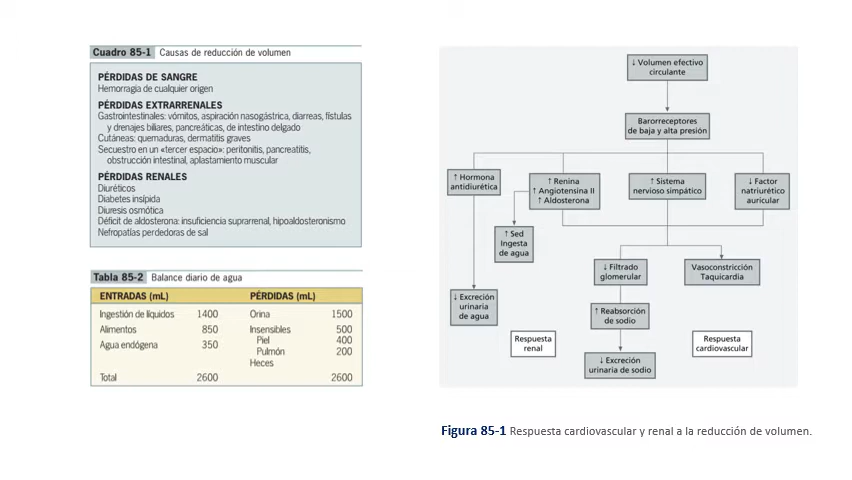 Cuadro 85-1 Causas de reducción de volumen
PÉRDIDAS DE SANGRE
Hemorragia de cualquier origen
PÉRDIDAS EXTRARRENALES
Gastrointestinales: vómitos, aspiración nasogástrica, diarreas, fístulas
y drenajes biliares, pancreáticas, de intestino delgado
Cutáneas: quemaduras, dermatitis graves
Secuestro en un «tercer espacio»: peritonitis, pancreatitis,
obstrucción intestinal, aplastamiento muscular
PÉRDIDAS RENALES
Diuréticos
Diabetes insípida
Diuresis osmótica
Déficit de aldosterona: insuficiencia suprarrenal, hipoaldosteronismo
Nefropatías perdedoras de sal
Tabla 85-2 Balance diario de agua
ENTRADAS (mL) PÉRDIDAS (mL)
Ingestión de líquidos 1400 Orina 1500
Alimentos 850 Insensibles 500
Agua endógena 350 Piel 400
Pulmón 200
Heces
Total 2600 2600
↓ Volumen efectivo
circulante
Barorreceptores
de baja y alta presión
↑ Hormona
antidiurética
↑ Renina
↑ Angiotensina II
↑ Aldosterona
↑ Sistema
nervioso simpático
↓ Factor
natriurético
auricular
↑ Sed
Ingesta
de agua
↓ Filtrado
glomerular
Vasoconstricción
Taquicardia
↓ Excreción
urinaria
de agua
↑ Reabsorción
de sodio
Respuesta
renal
Respuesta
cardiovascular
↓ Excreción
urinaria de sodio
Figura 85-1 Respuesta cardiovascular y renal a la reducción de volumen.